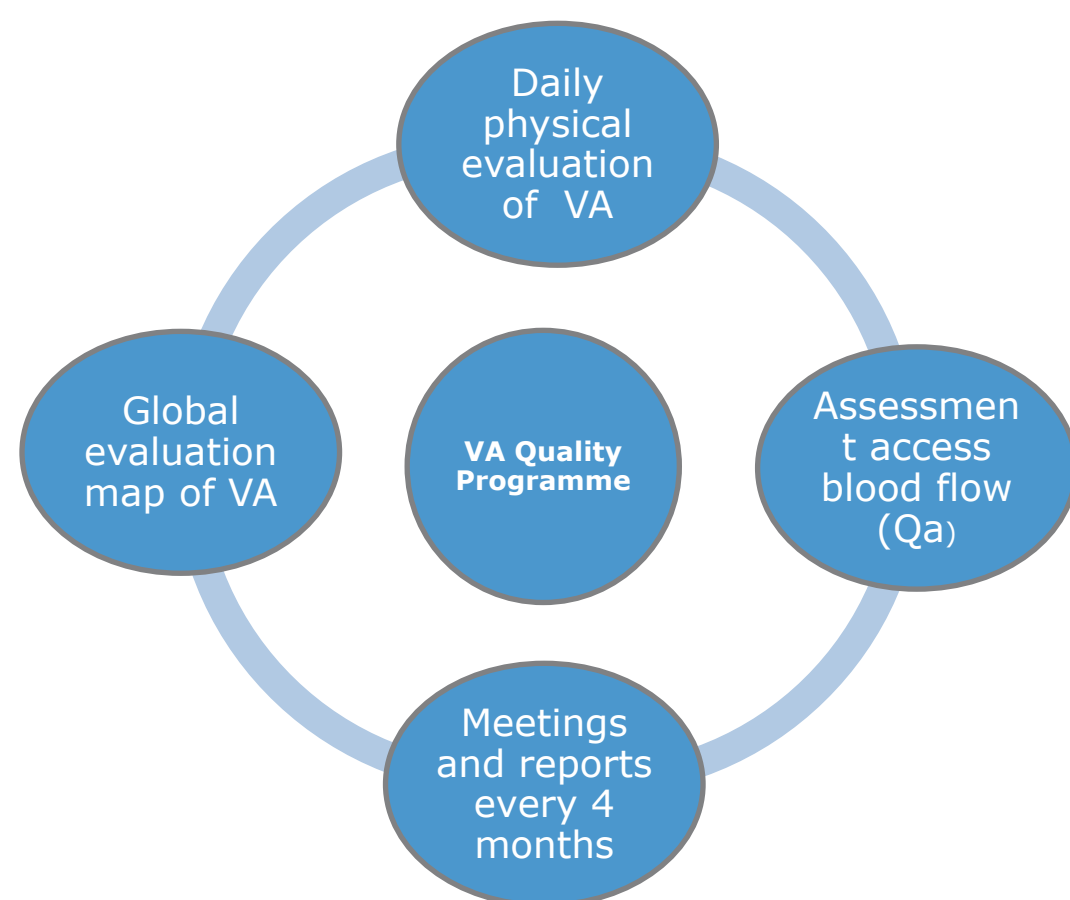 Daily
physical
evaluation
of VA
Global
evaluation
map of VA
VA Quality
Programme
Assessmen
t access
blood flow
(Qa)
Meetings
and reports
every 4
months